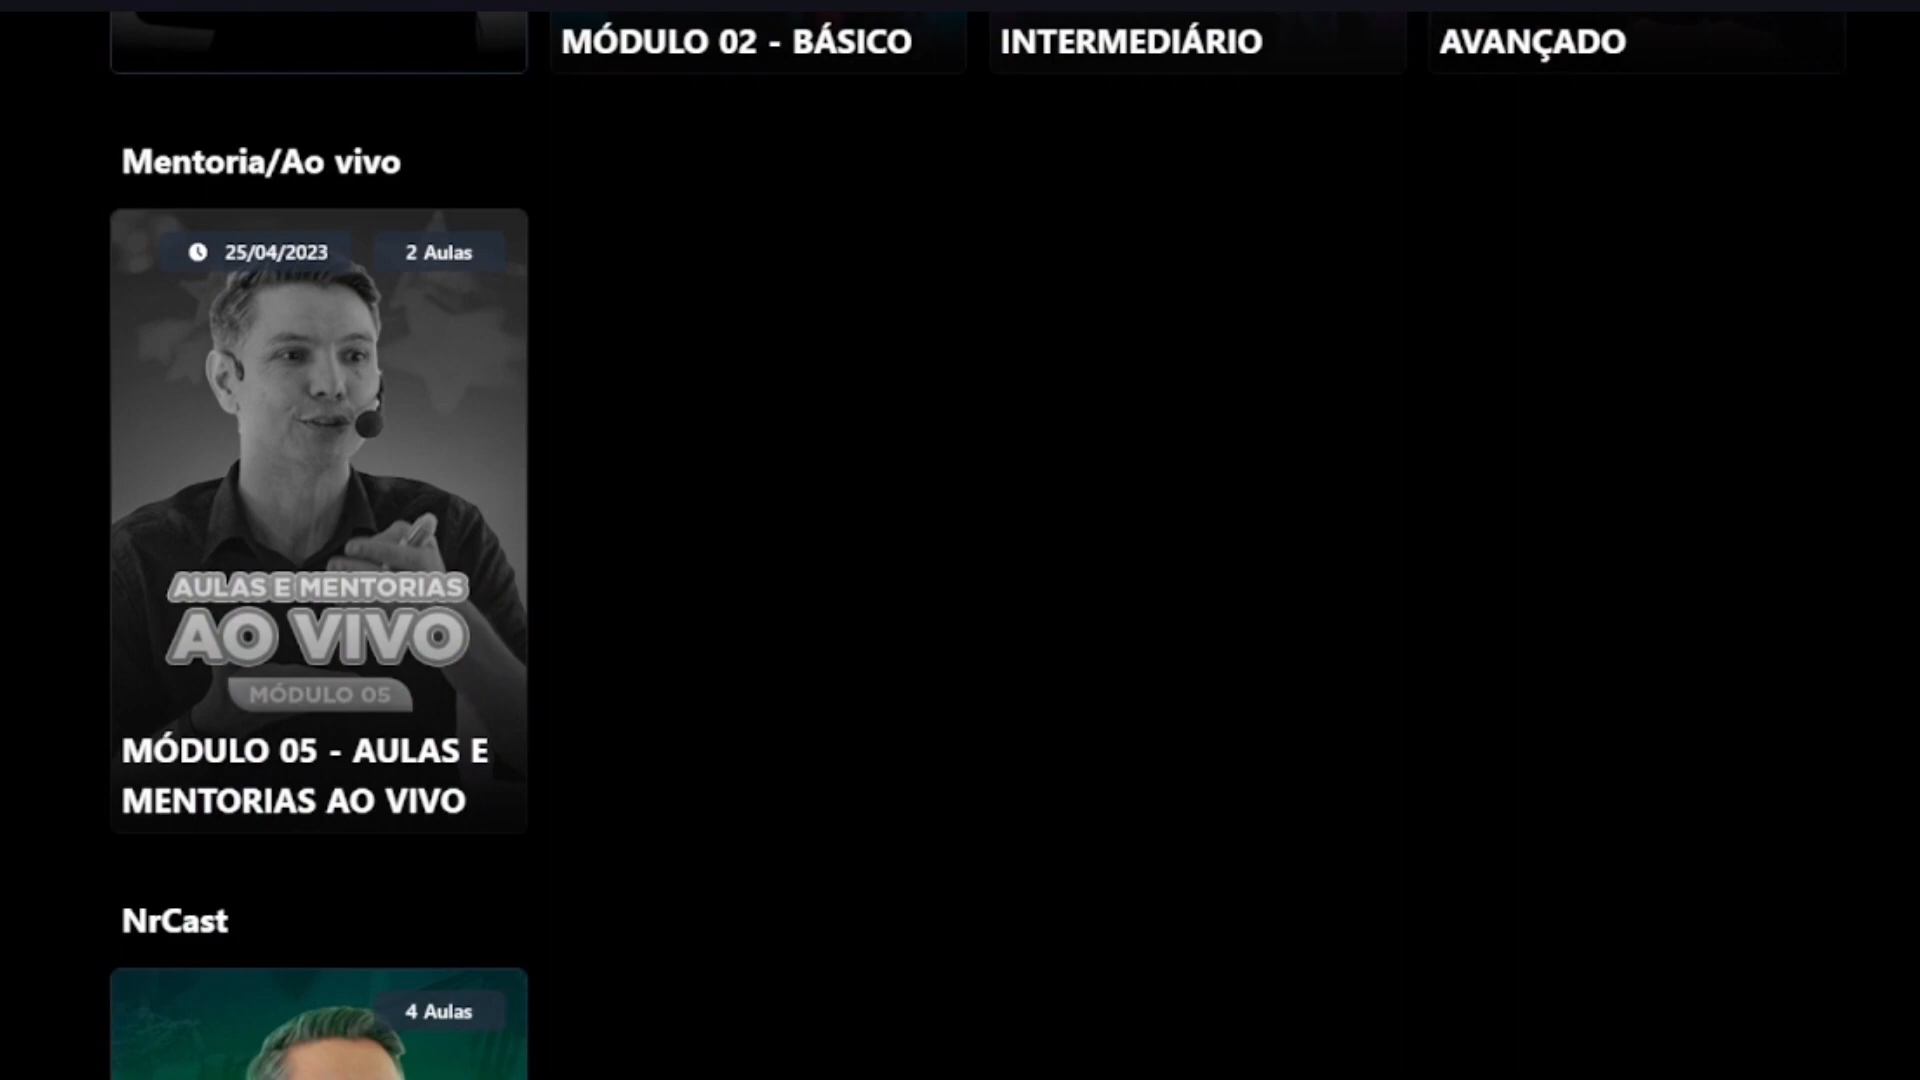 MÓDULO 02 - BÁSICO
INTERMEDIÁRIO
AVANÇADO
Mentoria/Ao vivo
25/04/2023
2 Aulas
AULAS E MENTORIAS
AO VIVO
MÓDULO 05
MÓDULO 05 - AULAS E
MENTORIAS AO VIVO
NrCast
4 Aulas